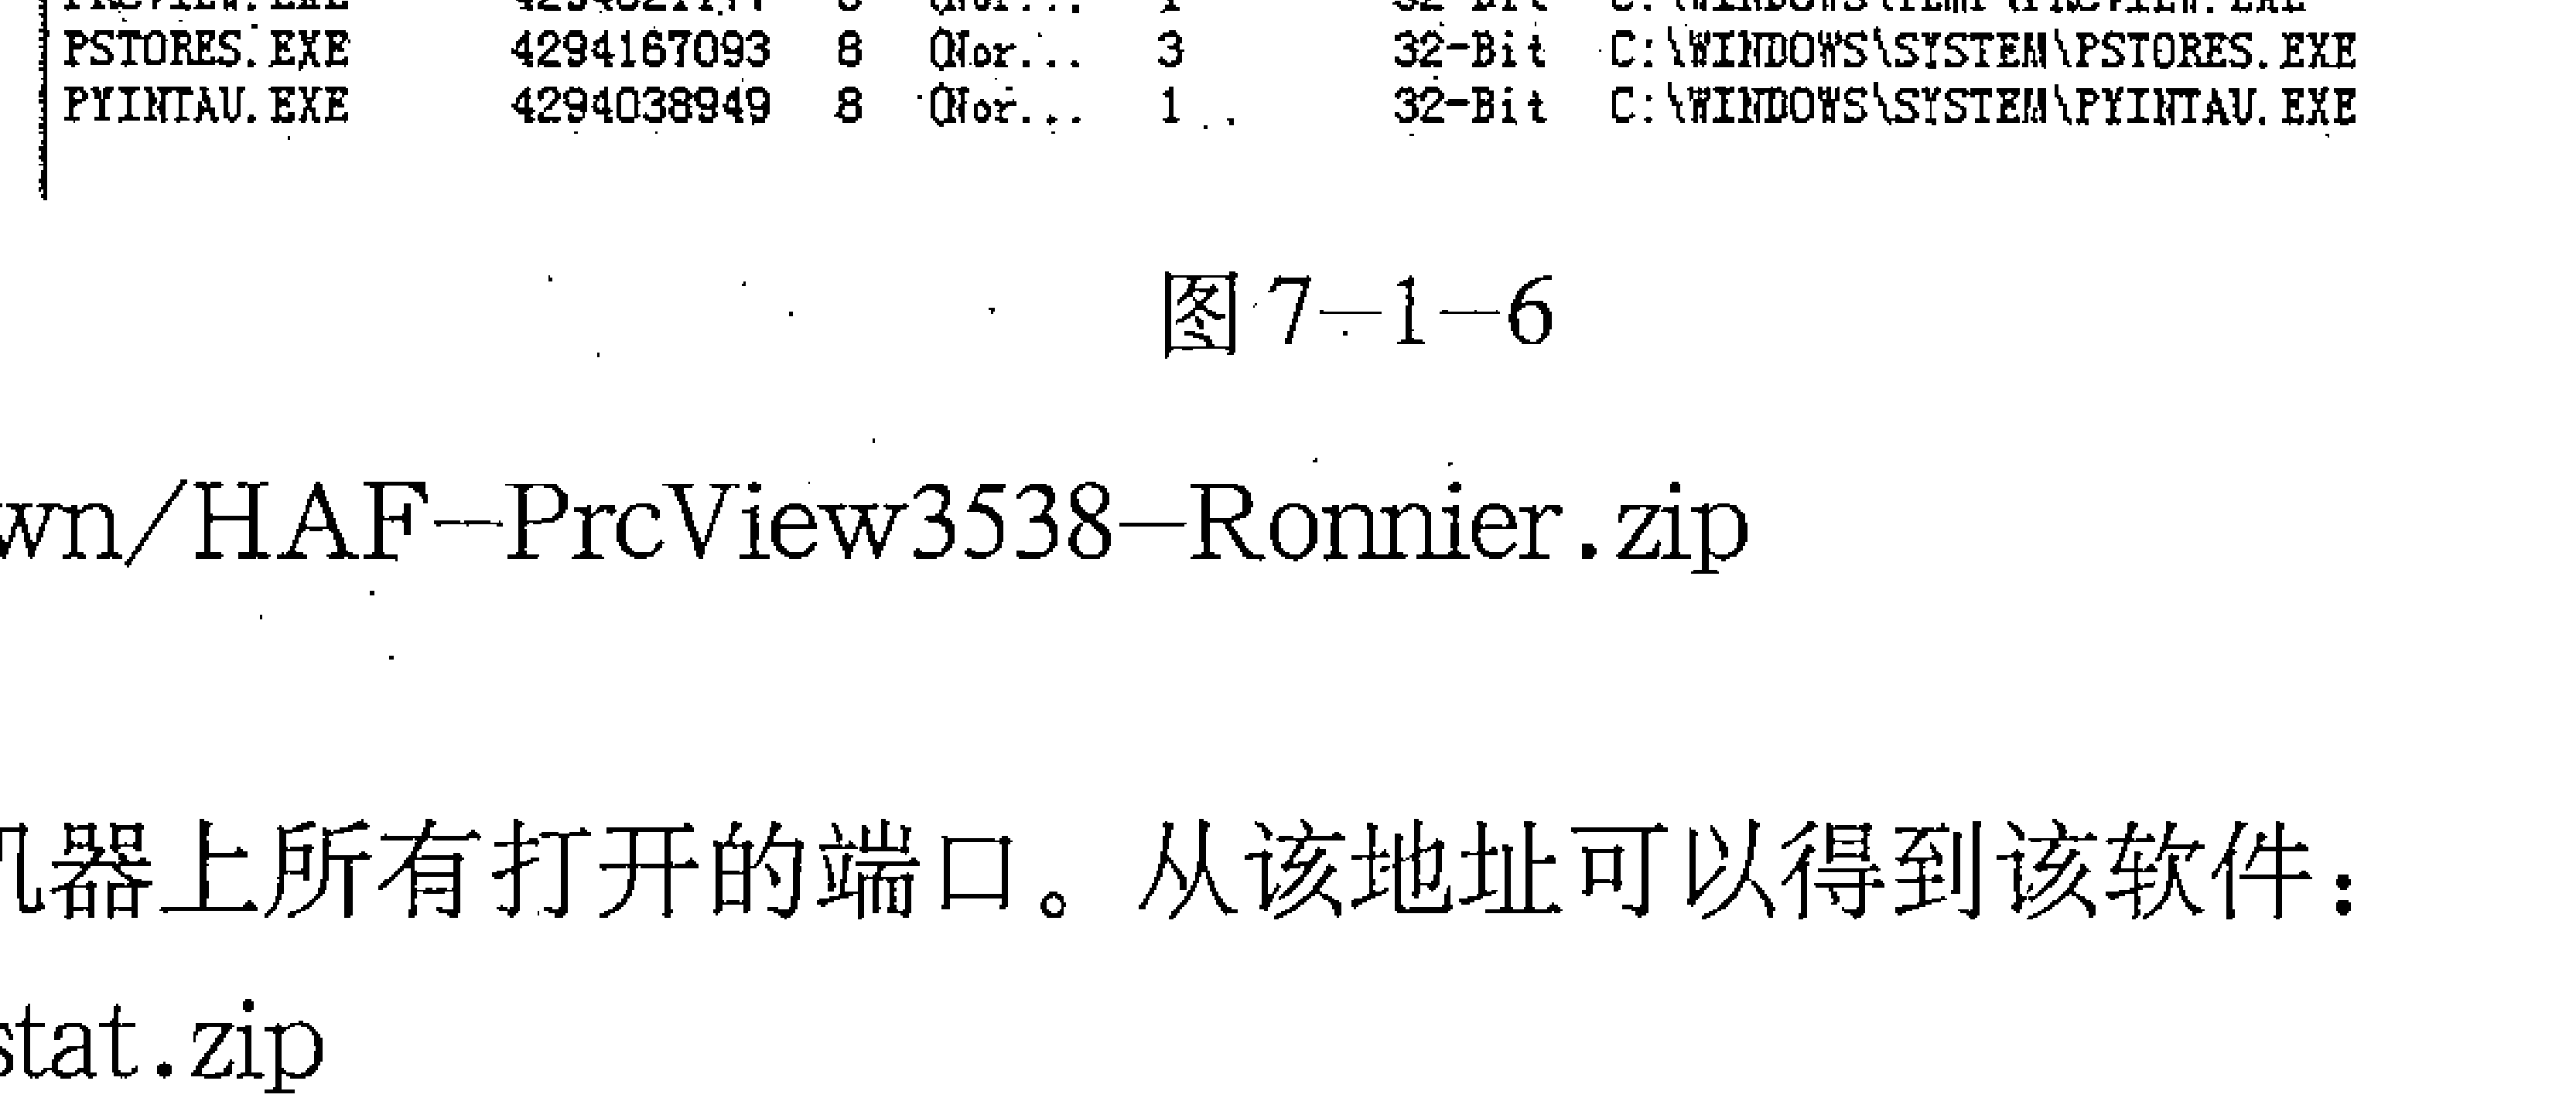 PSTORES.EXE 4294167093 8 (Nor... 3 32-Bit C:\WINDOWS\SYSTEM\PSTORES.EXE
PYINTAU.EXE 4294038949 8 (Nor... 1 32-Bit C:\WINDOWS\SYSTEM\PYINTAU.EXE
图7-1-6
wn/HAF-PrcView3538-Ronnier.zip
机器上所有打开的端口。从该地址可以得到该软件：
stat.zip